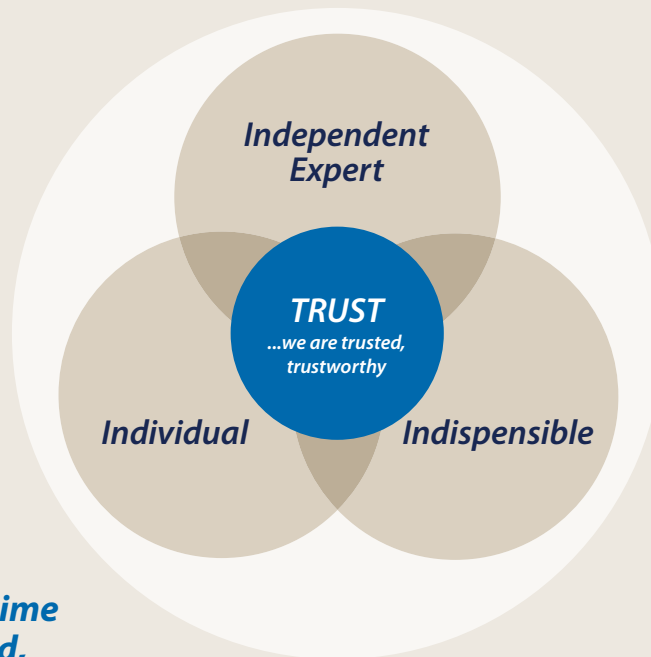 Independent
Expert
TRUST
...we are trusted,
trustworthy
Individual
Indispensible